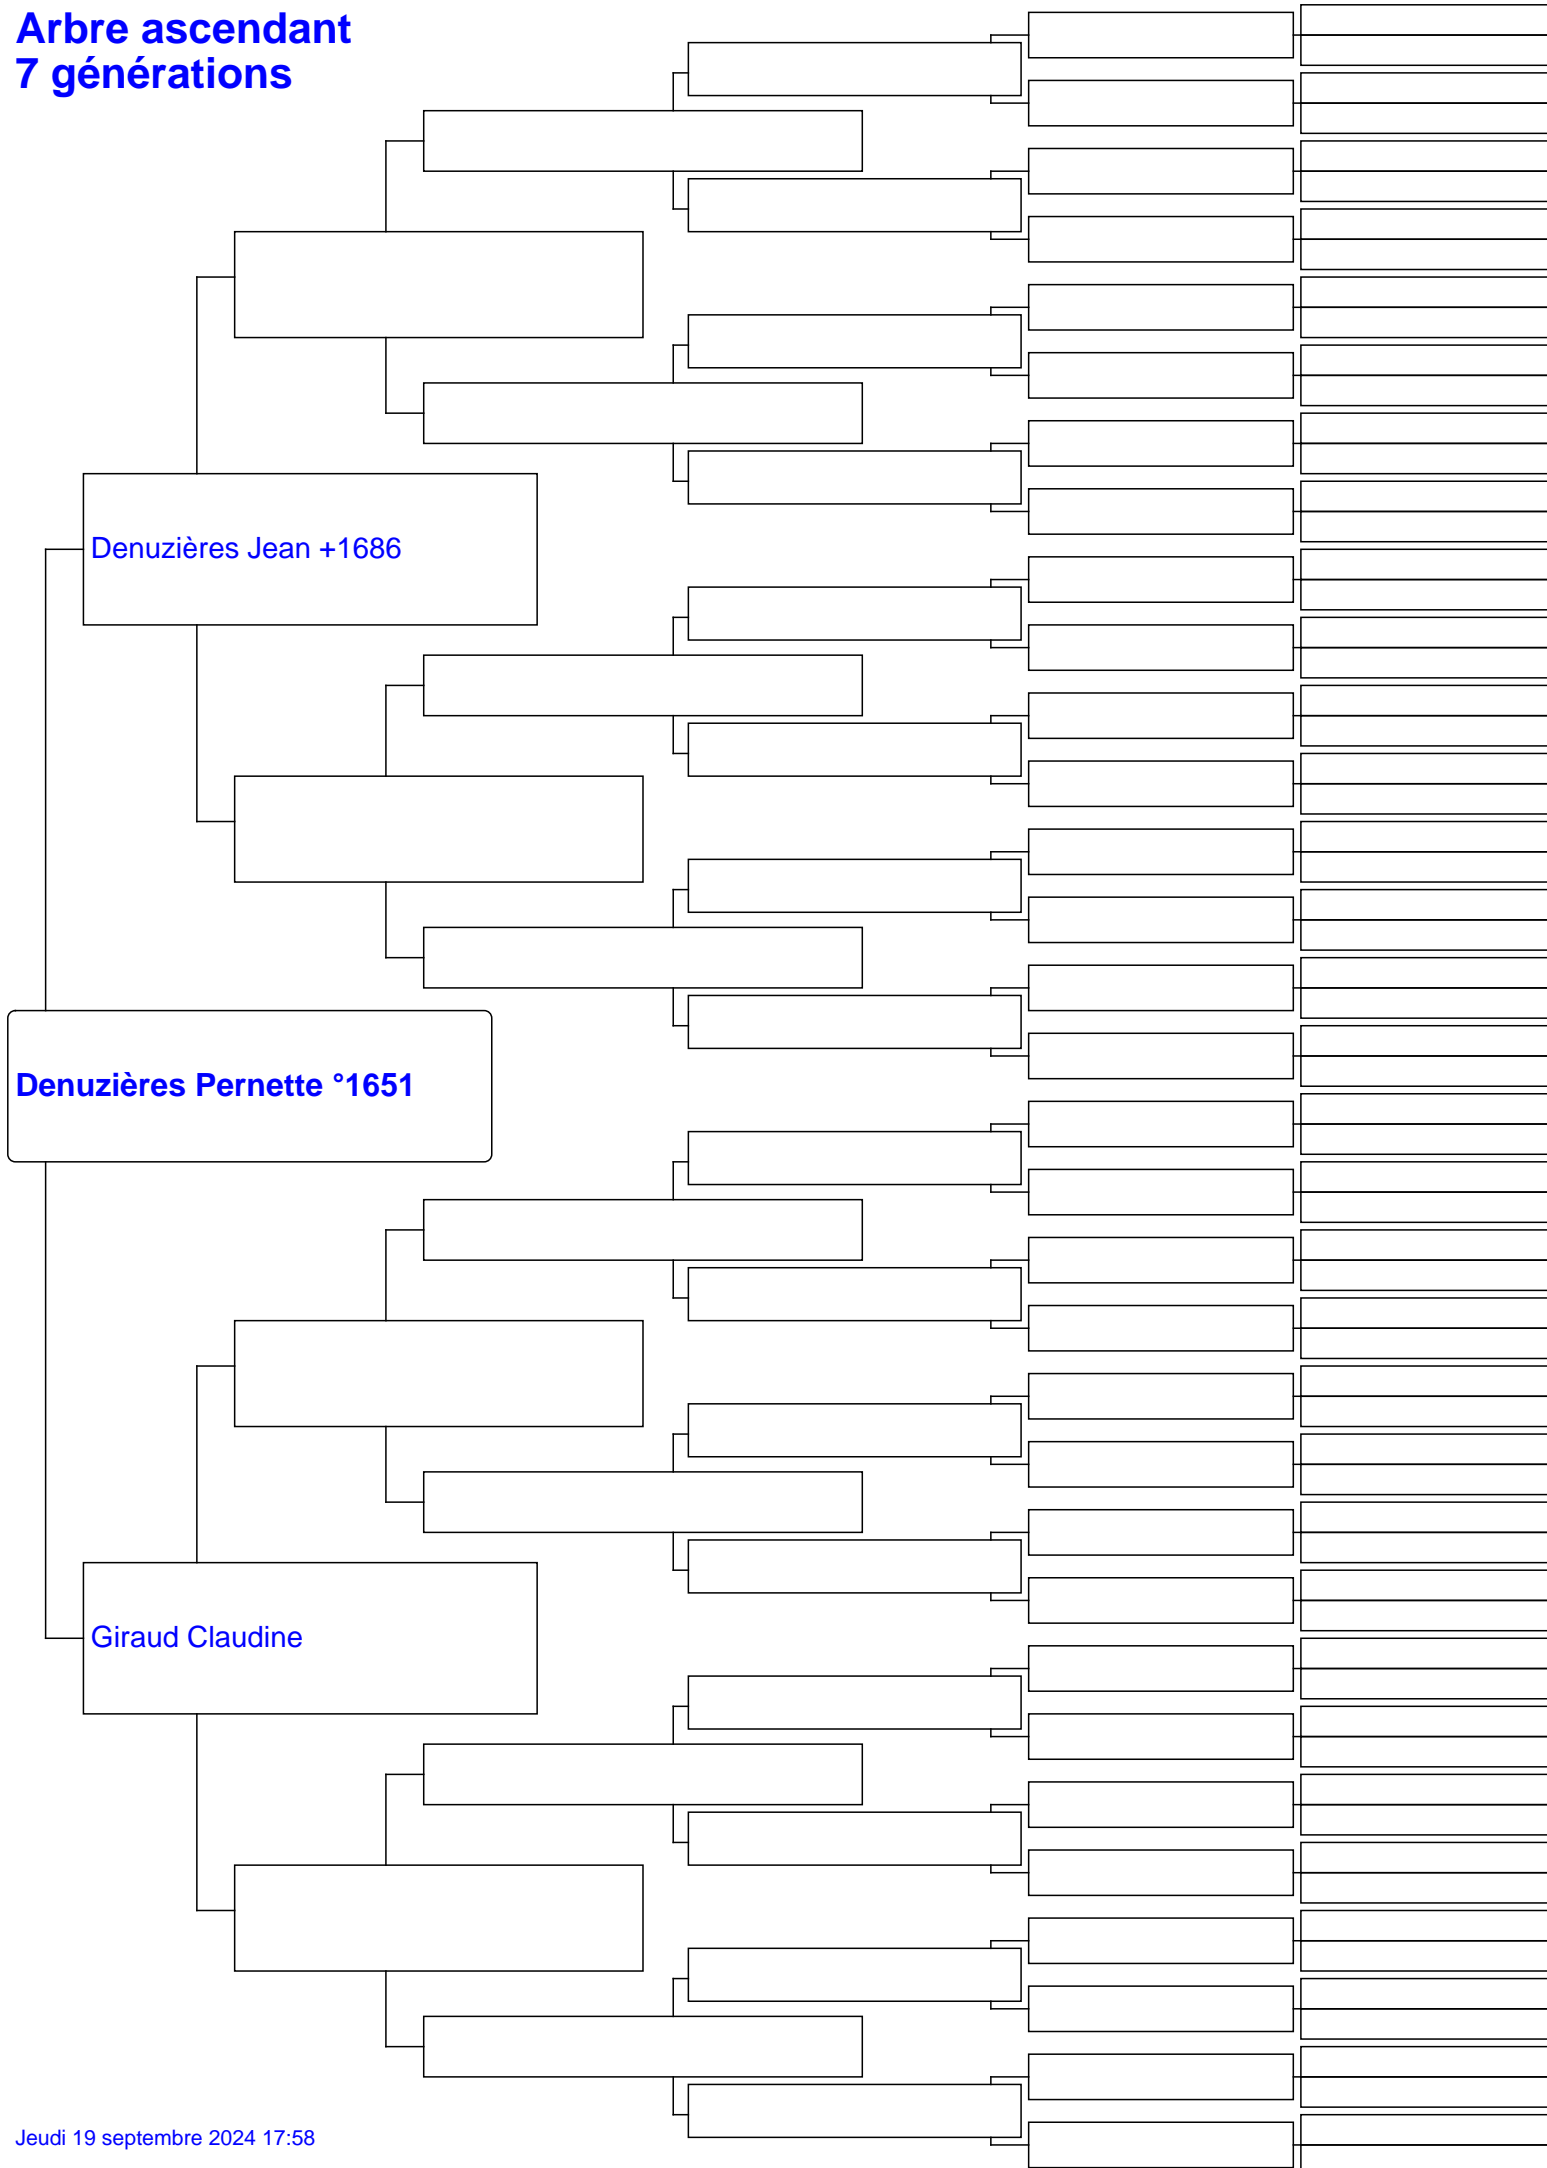 Arbre ascendant
7 générations
Denuzières Jean +1686
Denuzières Pernette °1651
Giraud Claudine
Jeudi 19 septembre 2024 17:58